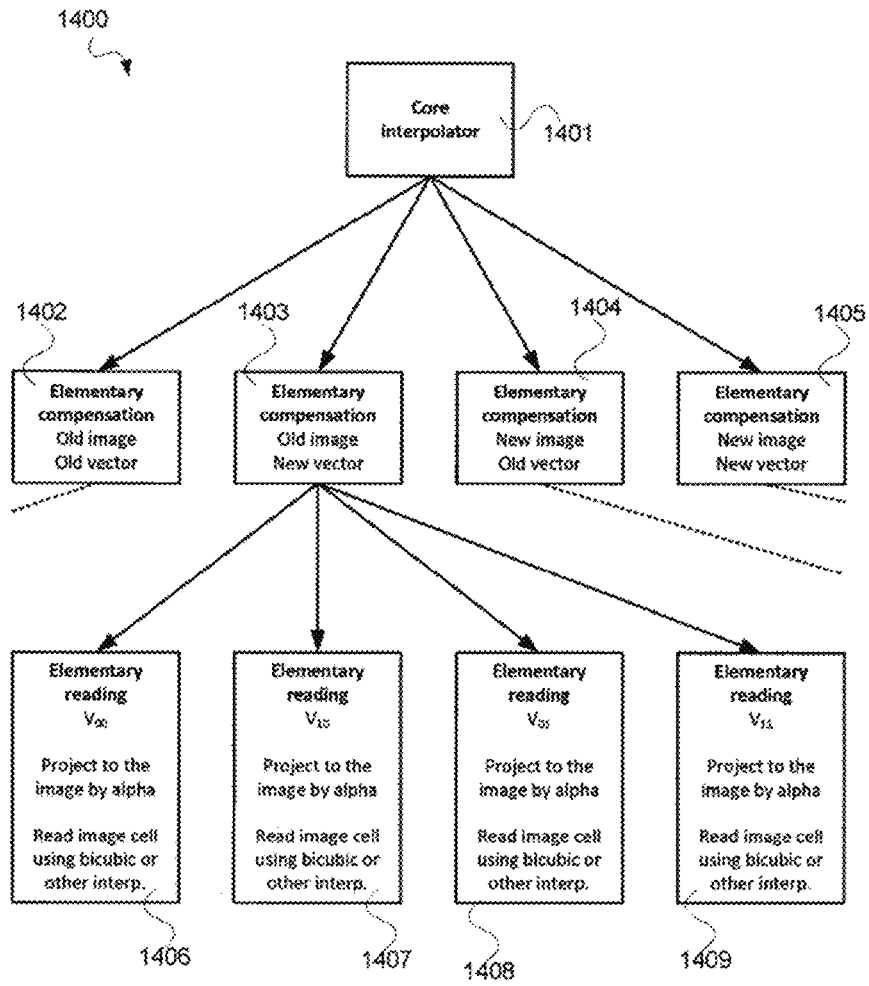 1400
Core
interpolator
1401
1402
1403
1404
1405
Elementary
compensation
Old image
Old vector
Elementary
compensation
Old image
New vector
Elementary
compensation
New image
Old vector
Elementary
compensation
New image
New vector
Elementary
reading
V₀₀
Project to the
image by alpha
Read image cell
using bicubic or
other interp.
Elementary
reading
V₁₀
Project to the
image by alpha
Read image cell
using bicubic or
other interp.
Elementary
reading
V₀₁
Project to the
image by alpha
Read image cell
using bicubic or
other interp.
Elementary
reading
V₁₁
Project to the
image by alpha
Read image cell
using bicubic or
other interp.
1406
1407
1408
1409